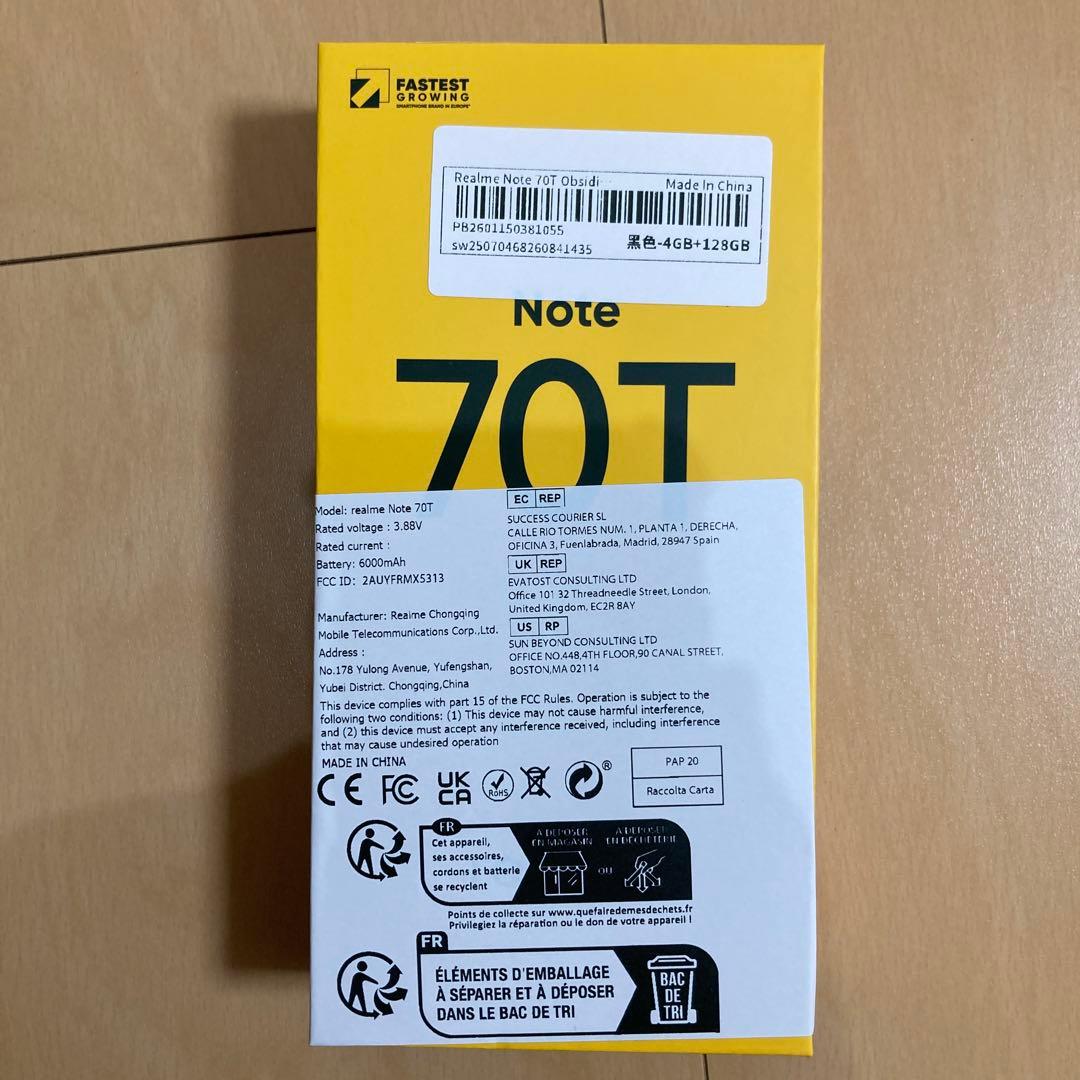 FASTEST
GROWING
SMARTPHONE BRAND IN EUROPE*
Realme Note 70T Obsidi··· Made In China
PB2601150381055
sw25070468260841435 黑色-4GB+128GB
Note
70T
Model: realme Note 70T
Rated voltage : 3.88V
Rated current :
Battery: 6000mAh
FCC ID: 2AUYFRMX5313
Manufacturer: Realme Chongqing
Mobile Telecommunications Corp.,Ltd.
Address :
No.178 Yulong Avenue, Yufengshan,
Yubei District. Chongqing,China
EC REP
SUCCESS COURIER SL
CALLE RIO TORMES NUM. 1, PLANTA 1, DERECHA,
OFICINA 3, Fuenlabrada, Madrid, 28947 Spain
UK REP
EVATOST CONSULTING LTD
Office 101 32 Threadneedle Street, London,
United Kingdom, EC2R 8AY
US RP
SUN BEYOND CONSULTING LTD
OFFICE NO.448,4TH FLOOR,90 CANAL STREET,
BOSTON,MA 02114
This device complies with part 15 of the FCC Rules. Operation is subject to the
following two conditions: (1) This device may not cause harmful interference,
and (2) this device must accept any interference received, including interference
that may cause undesired operation
MADE IN CHINA
CE FC UK
CA
RoHS
®
PAP 20
Raccolta Carta
FR
Cet appareil,
ses accessoires,
cordons et batterie
se recyclent
A DEPOSER
EN MAGASIN
OU
A DEPOSER
EN DECHETERIE
Points de collecte sur www.quefairedemesdechets.fr
Privilegiez la réparation ou le don de votre appareil !
FR
ÉLÉMENTS D'EMBALLAGE
À SÉPARER ET À DÉPOSER
DANS LE BAC DE TRI
BAC
DE
TRI